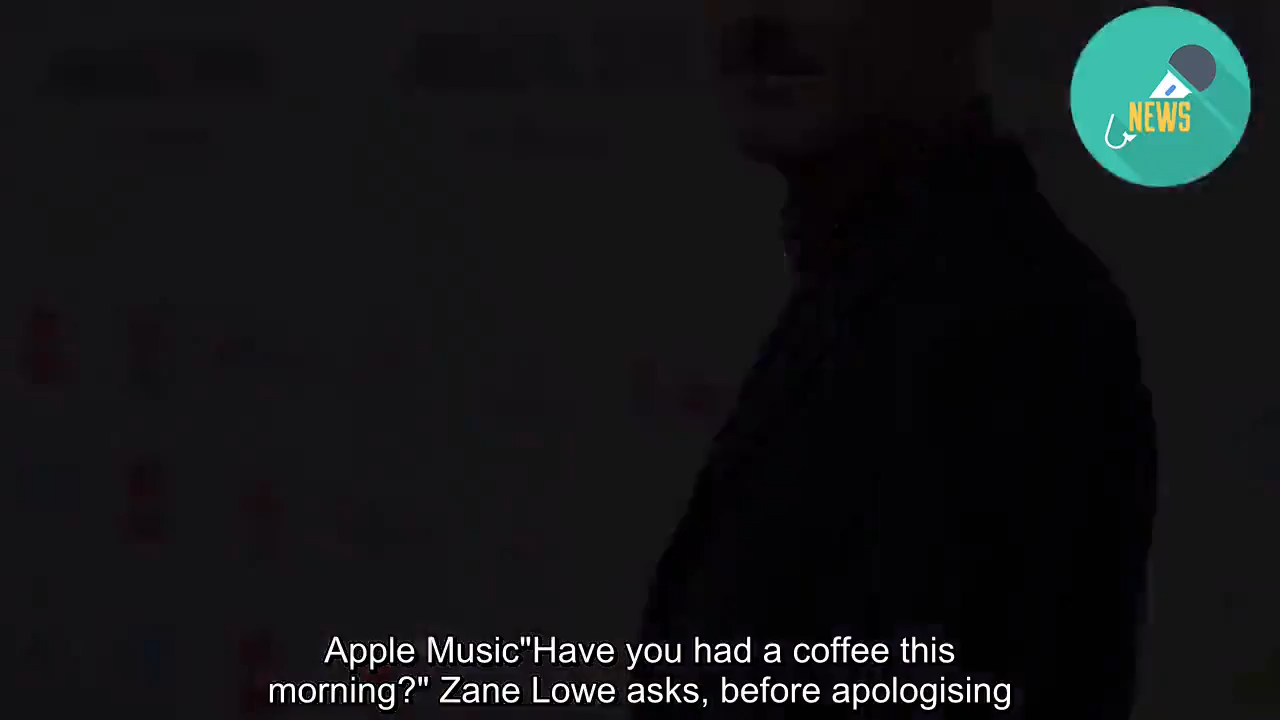 NEWS
Apple Music"Have you had a coffee this
morning?" Zane Lowe asks, before apologising